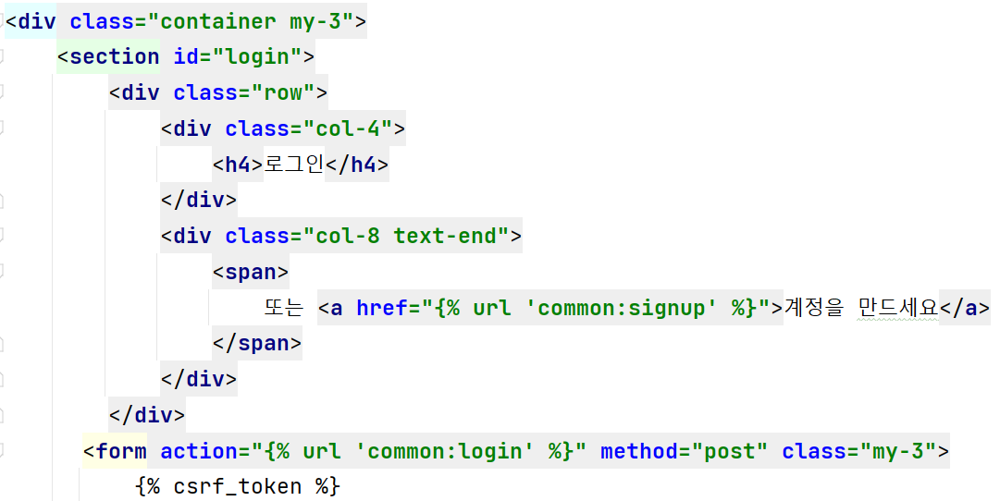 <div class="container my-3">
    <section id="login">
        <div class="row">
            <div class="col-4">
                <h4>로그인</h4>
            </div>
            <div class="col-8 text-end">
                <span>
                    또는 <a href="{% url 'common:signup' %}">계정을 만드세요</a>
                </span>
            </div>
        </div>
      <form action="{% url 'common:login' %}" method="post" class="my-3">
          {% csrf_token %}